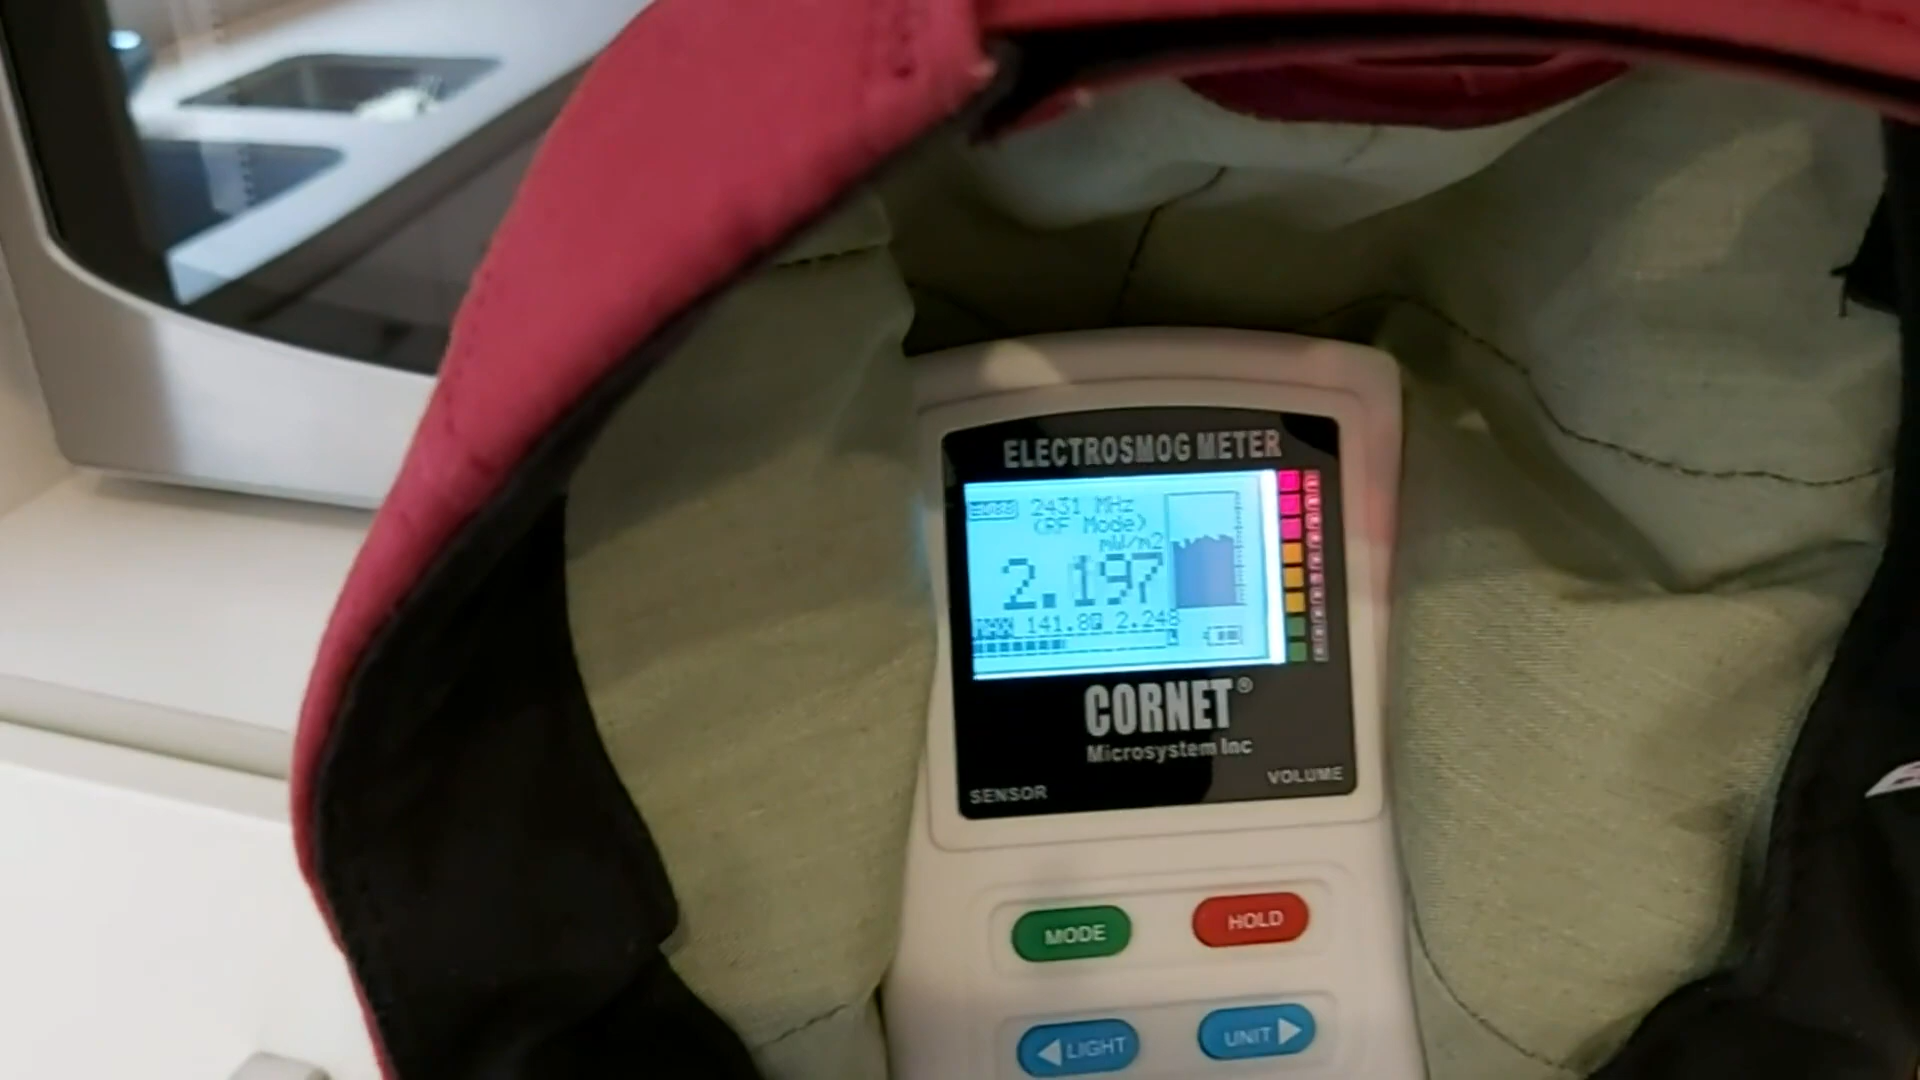 ELECTROSMOG METER
2431 MHz
(RF Mode)
mW/m2
2.197
141.8 2.248
CORNET®
Microsystem Inc
SENSOR
VOLUME
MODE
HOLD
LIGHT
UNIT